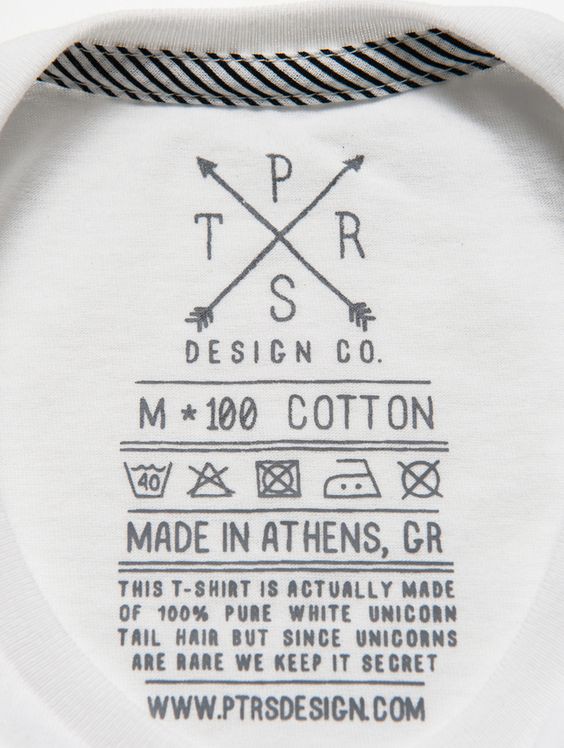 P
T R
S
DESIGN CO.
M * 100 COTTON
40
MADE IN ATHENS, GR
THIS T-SHIRT IS ACTUALLY MADE
OF 100% PURE WHITE UNICORN
TAIL HAIR BUT SINCE UNICORNS
ARE RARE WE KEEP IT SECRET
WWW.PTRSDESIGN.COM